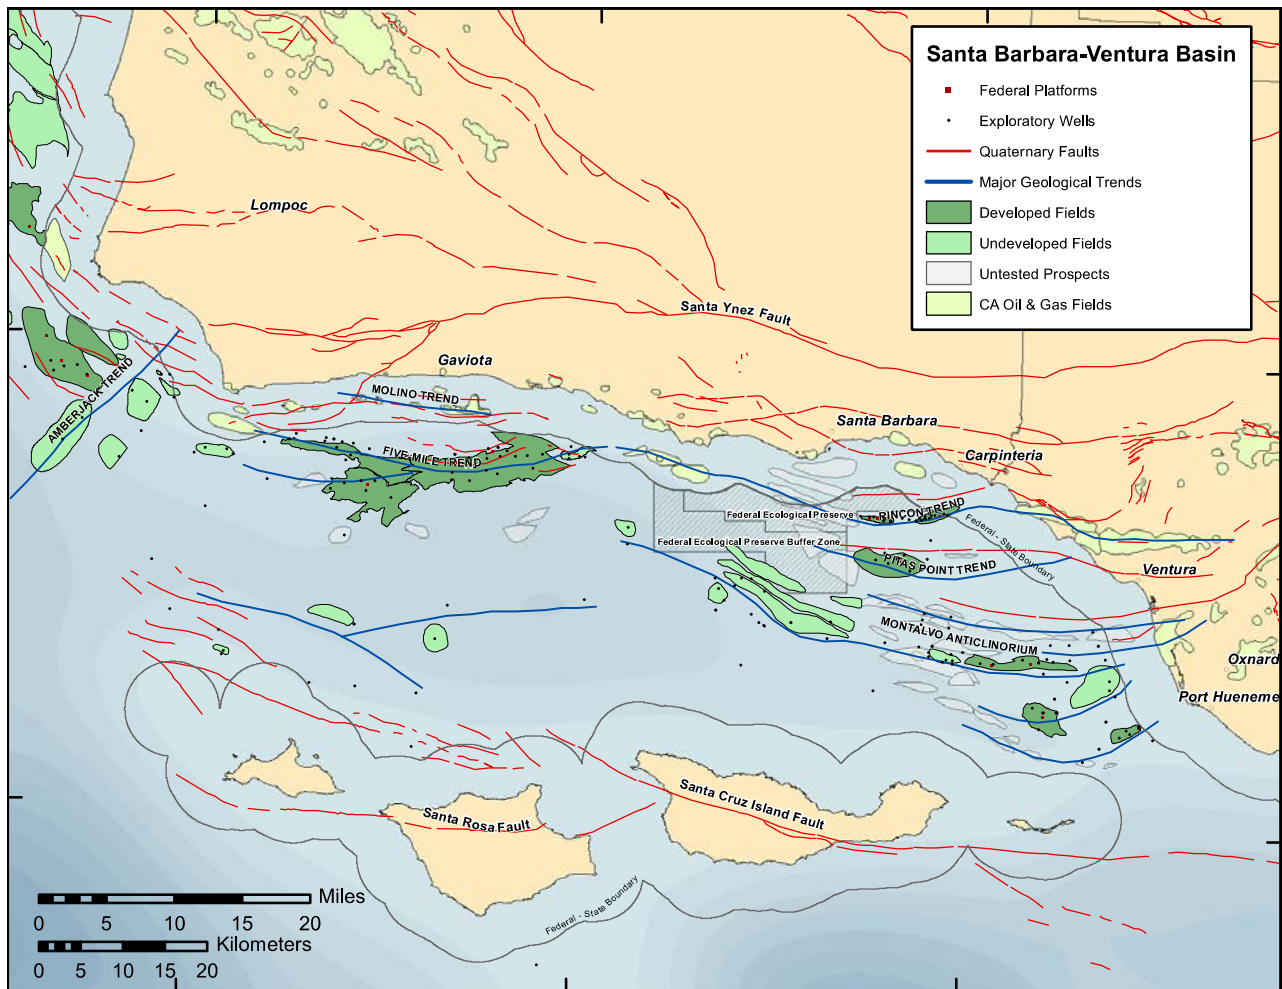 Santa Barbara-Ventura Basin
Federal Platforms
Exploratory Wells
Quaternary Faults
Major Geological Trends
Developed Fields
Undeveloped Fields
Untested Prospects
CA Oil & Gas Fields
Lompoc
Santa Ynez Fault
Gaviota
AMBERJACK TREND
MOLINO TREND
Santa Barbara
FIVE MILE TREND
Carpinteria
Federal Ecological Preserve
RINCON TREND
Federal - State Boundary
Federal Ecological Preserve Buffer Zone
PITAS POINT TREND
Ventura
MONTALVO ANTICLINORIUM
Oxnard
Port Hueneme
Santa Cruz Island Fault
Santa Rosa Fault
Federal - State Boundary
Miles
0 5 10 15 20
Kilometers
0 5 10 15 20